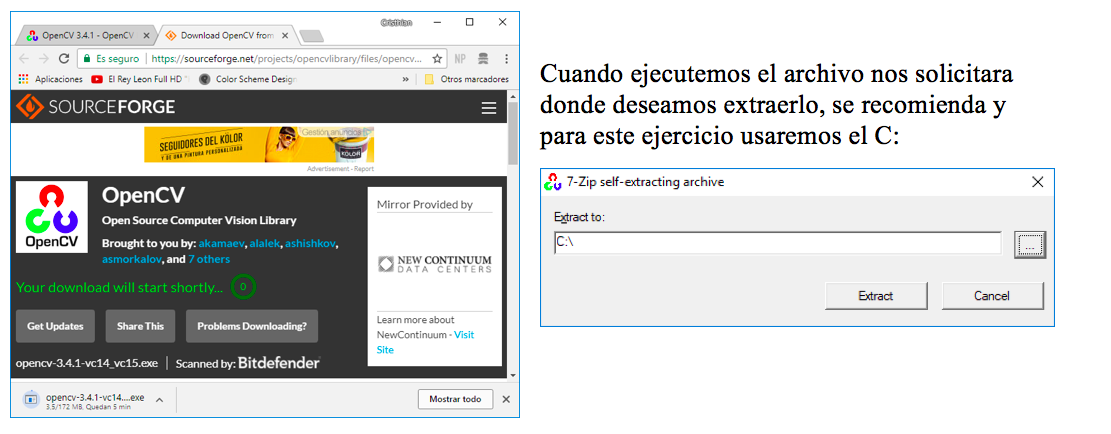 Cristhian
OpenCV 3.4.1 - OpenCV
Download OpenCV from
Es seguro
https://sourceforge.net/projects/opencvlibrary/files/opencv...
NP
Aplicaciones
El Rey Leon Full HD
Color Scheme Design
»
Otros marcadores
SOURCEFORGE
SEGUIDORES DEL KÓLOR
Y DE UNA PINTURA PERSONALIZADA
Gestión anuncios
KÓLOR
Advertisement - Report
OpenCV
OpenCV
Open Source Computer Vision Library
Brought to you by: akamaev, alalek, ashishkov,
asmorkalov, and 7 others
Your download will start shortly... 0
Get Updates
Share This
Problems Downloading?
opencv-3.4.1-vc14_vc15.exe | Scanned by: Bitdefender
Mirror Provided by
NEW CONTINUUM
DATA CENTERS
Learn more about
NewContinuum - Visit
Site
opencv-3.4.1-vc14....exe
3.5/172 MB. Quedan 5 min
Mostrar todo
Cuando ejecutemos el archivo nos solicitara
donde deseamos extraerlo, se recomienda y
para este ejercicio usaremos el C:
7-Zip self-extracting archive
Extract to:
C:\
...
Extract
Cancel